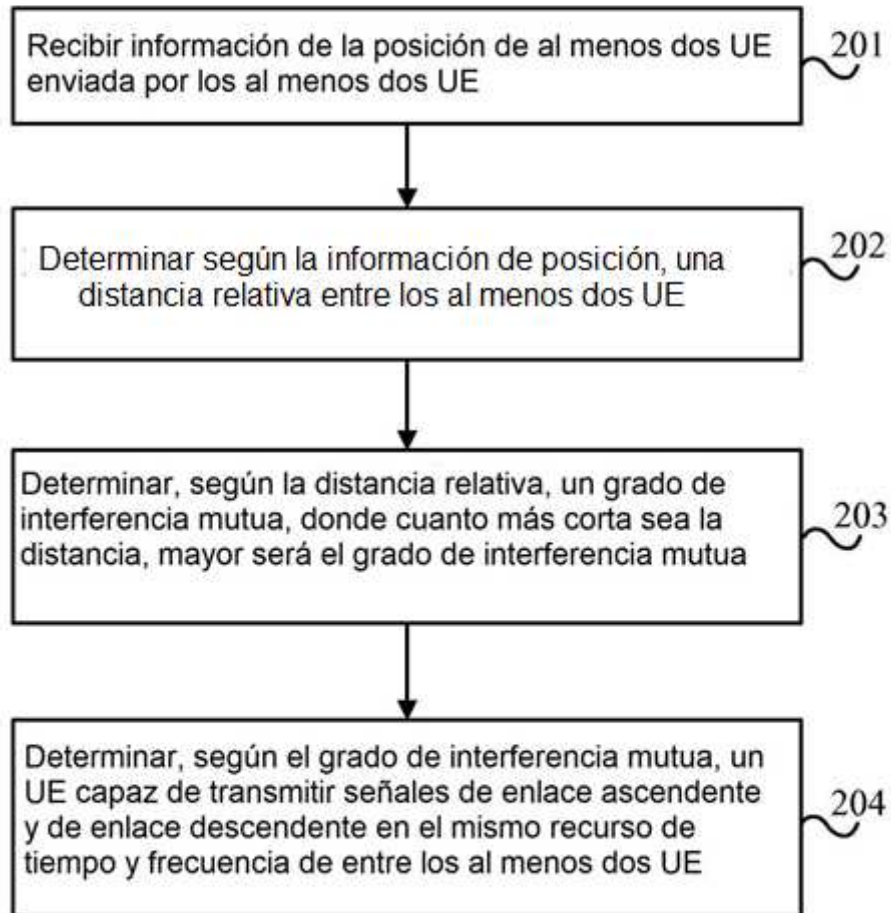 Recibir información de la posición de al menos dos UE
enviada por los al menos dos UE
201
Determinar según la información de posición, una
distancia relativa entre los al menos dos UE
202
Determinar, según la distancia relativa, un grado de
interferencia mutua, donde cuanto más corta sea la
distancia, mayor será el grado de interferencia mutua
203
Determinar, según el grado de interferencia mutua, un
UE capaz de transmitir señales de enlace ascendente
y de enlace descendente en el mismo recurso de
tiempo y frecuencia de entre los al menos dos UE
204